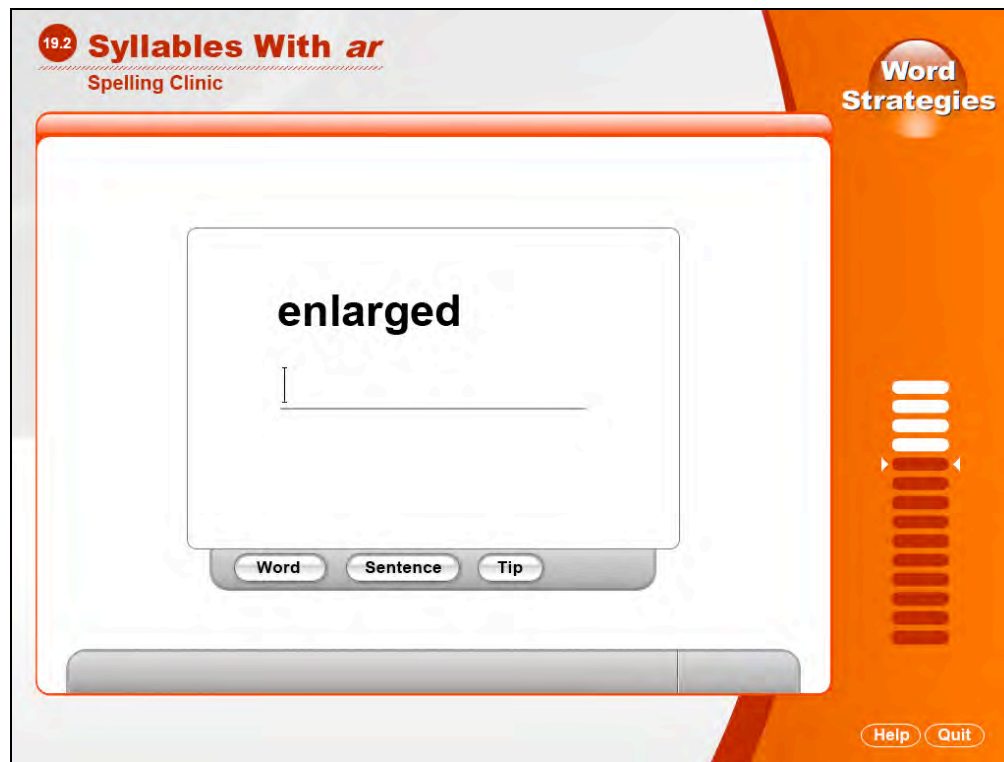 19.2 Syllables With ar
Spelling Clinic
Word
Strategies
enlarged
Word Sentence Tip
Help Quit